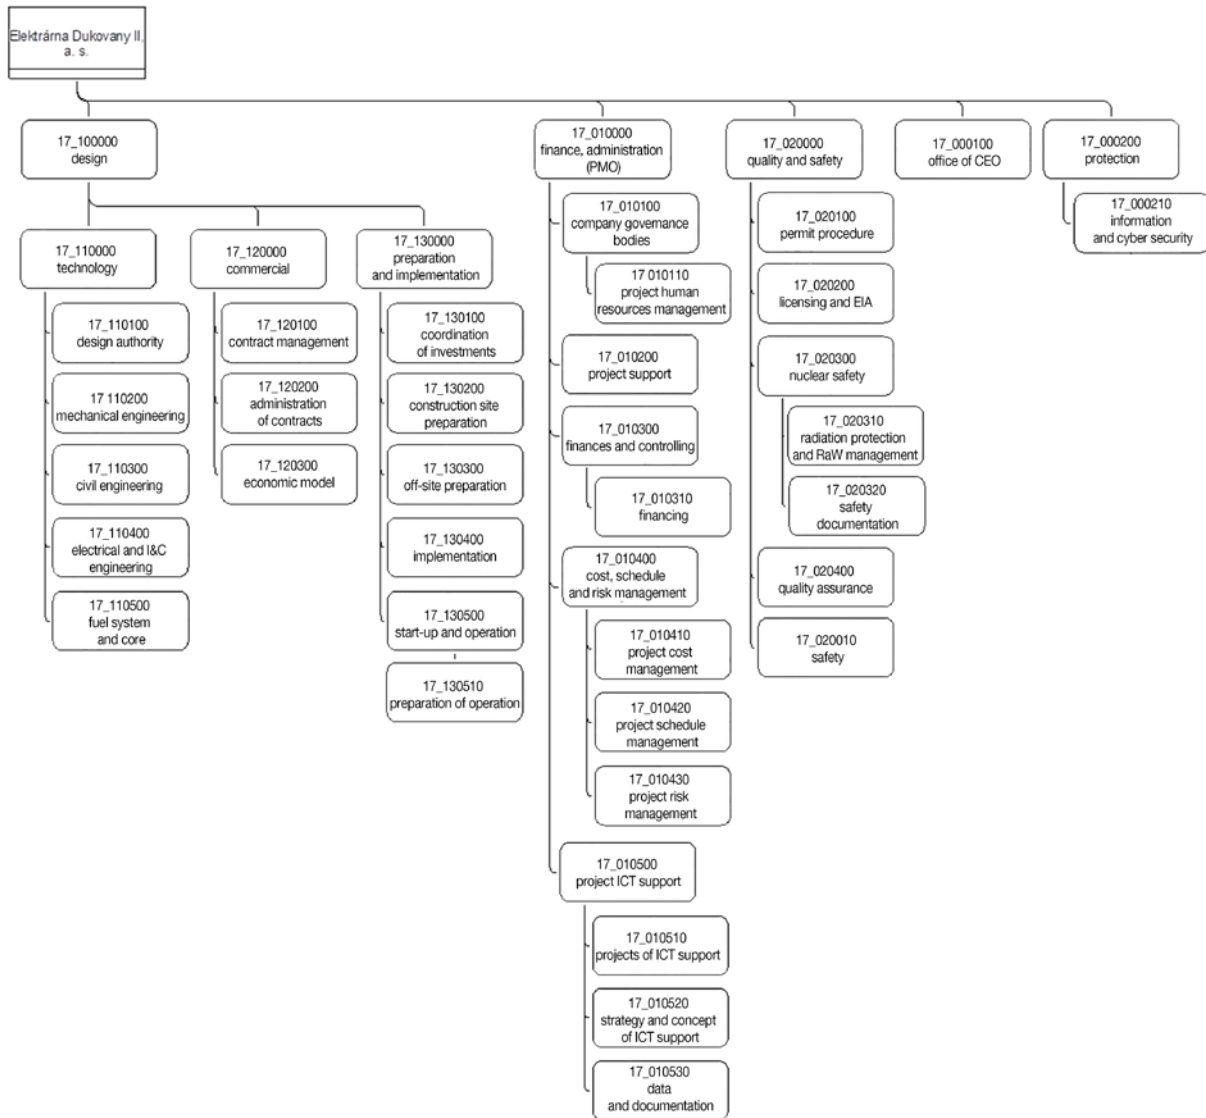 Elektrárna Dukovany II,
a. s.
17_100000
design
17_010000
finance, administration
(PMO)
17_020000
quality and safety
17_000100
office of CEO
17_000200
protection
17_110000
technology
17_120000
commercial
17_130000
preparation
and implementation
17_110100
design authority
17 110200
mechanical engineering
17_110300
civil engineering
17_110400
electrical and I&C
engineering
17_110500
fuel system
and core
17_120100
contract management
17_120200
administration
of contracts
17_120300
economic model
17_130100
coordination
of investments
17_130200
construction site
preparation
17_130300
off-site preparation
17_130400
implementation
17_130500
start-up and operation
17_130510
preparation of operation
17_010100
company governance
bodies
17 010110
project human
resources management
17_010200
project support
17_010300
finances and controlling
17_010310
financing
17_010400
cost, schedule
and risk management
17_010410
project cost
management
17_010420
project schedule
management
17_010430
project risk
management
17_010500
project ICT support
17_010510
projects of ICT support
17_010520
strategy and concept
of ICT support
17_010530
data
and documentation
17_020100
permit procedure
17_020200
licensing and EIA
17_020300
nuclear safety
17_020310
radiation protection
and RaW management
17_020320
safety
documentation
17_020400
quality assurance
17_020010
safety
17_000210
information
and cyber security